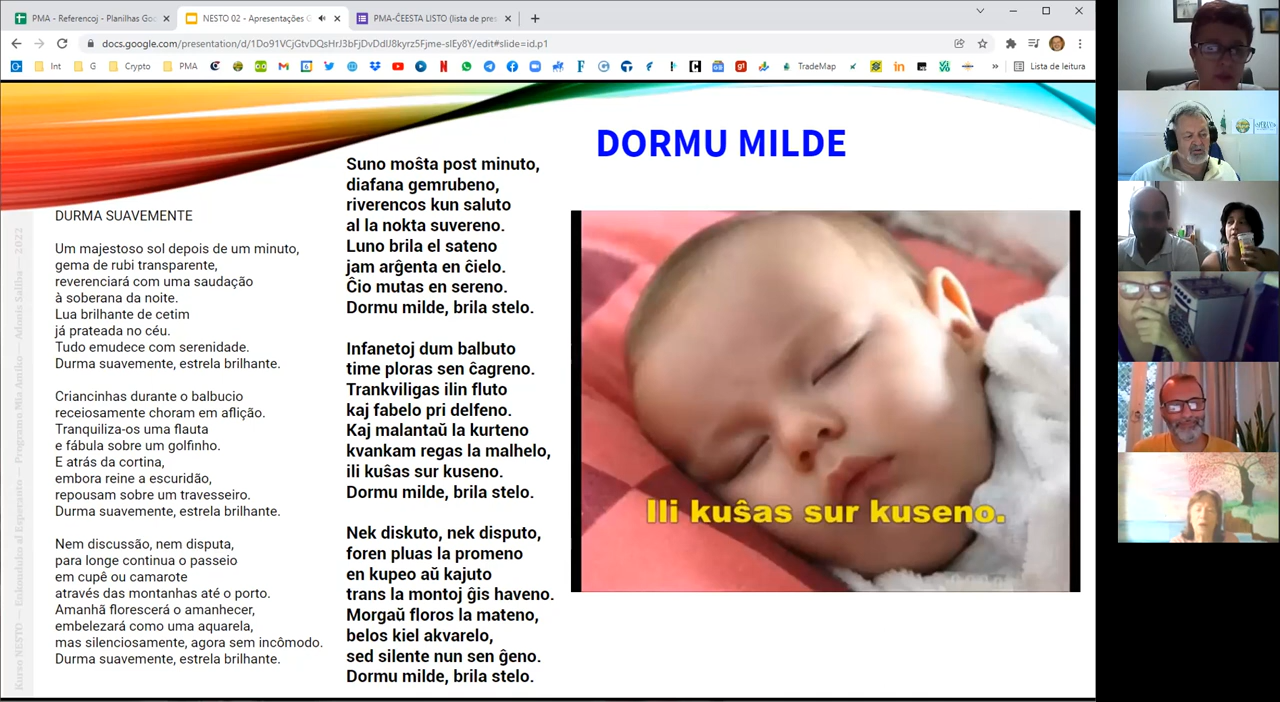 PMA - Referencoj - Planilhas Goo
NESTO 02 - Apresentações G
PMA-ĈEESTA LISTO (lista de pres
docs.google.com/presentation/d/1Do91VCjGtvDQsHrJ3bFjDvDdIJ8kyrz5Fjme-slEy8Y/edit#slide=id.p1
Int
G
Crypto
PMA
TradeMap
Lista de leitura
DORMU MILDE
DURMA SUAVEMENTE
Um majestoso sol depois de um minuto,
gema de rubi transparente,
reverenciará com uma saudação
à soberana da noite.
Lua brilhante de cetim
já prateada no céu.
Tudo emudece com serenidade.
Durma suavemente, estrela brilhante.
Criancinhas durante o balbucio
receiosamente choram em aflição.
Tranquiliza-os uma flauta
e fábula sobre um golfinho.
E atrás da cortina,
embora reine a escuridão,
repousam sobre um travesseiro.
Durma suavemente, estrela brilhante.
Nem discussão, nem disputa,
para longe continua o passeio
em cupê ou camarote
através das montanhas até o porto.
Amanhã florescerá o amanhecer,
embelezará como uma aquarela,
mas silenciosamente, agora sem incômodo.
Durma suavemente, estrela brilhante.
Suno moŝta post minuto,
diafana gemrubeno,
riverencos kun saluto
al la nokta suvereno.
Luno brila el sateno
jam arĝenta en ĉielo.
Ĉio mutas en sereno.
Dormu milde, brila stelo.
Infanetoj dum balbuto
time ploras sen ĉagreno.
Trankviligas ilin fluto
kaj fabelo pri delfeno.
Kaj malantaŭ la kurteno
kvankam regas la malhelo,
ili kuŝas sur kuseno.
Dormu milde, brila stelo.
Nek diskuto, nek disputo,
foren pluas la promeno
en kupeo aŭ kajuto
trans la montoj ĝis haveno.
Morgaŭ floros la mateno,
belos kiel akvarelo,
sed silente nun sen ĝeno.
Dormu milde, brila stelo.
Ili kuŝas sur kuseno.